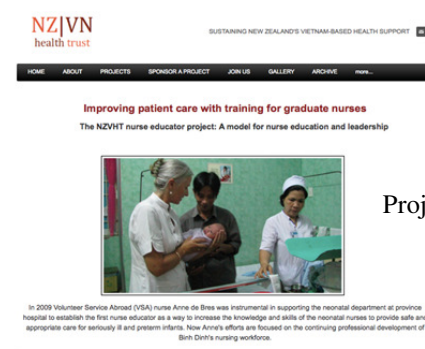 NZ|VN
health trust
SUSTAINING NEW ZEALAND'S VIETNAM-BASED HEALTH SUPPORT
HOME ABOUT PROJECTS SPONSOR A PROJECT JOIN US GALLERY ARCHIVE more...
Improving patient care with training for graduate nurses
The NZVHT nurse educator project: A model for nurse education and leadership
Proj
In 2009 Volunteer Service Abroad (VSA) nurse Anne de Bres was instrumental in supporting the neonatal department at province
hospital to establish the first nurse educator as a way to increase the knowledge and skills of the neonatal nurses to provide safe and
appropriate care for seriously ill and preterm infants. Now Anne's efforts are focused on the continuing professional development of
Binh Dinh's nursing workforce.